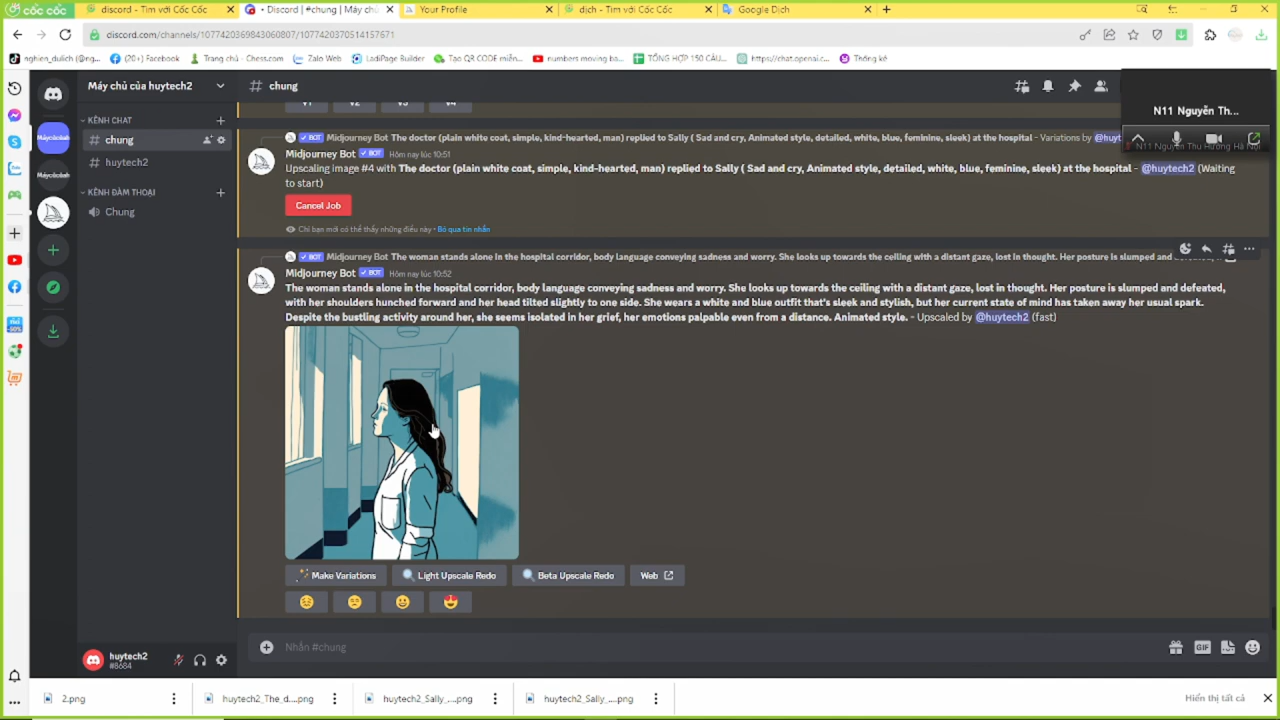 cốc cốc
discord - Tìm với Cốc Cốc
• Discord | #chung | Máy chủ
Your Profile
dịch - Tìm với Cốc Cốc
Google Dịch
discord.com/channels/1077420369843060807/1077420370514157671
nghien_dulich (@ng...
(20+) Facebook
Trang chủ - Chess.com
Zalo Web
LadiPage Builder
Tạo QR CODE miễn...
numbers moving ba...
TỔNG HỢP 150 CÂU...
https://chat.openai.c...
Thống kê
Máy chủ của huytech2
# chung
N11 Nguyễn Th...
N11 Nguyễn Thu Hường Hà Nội
KÊNH CHAT
# chung
# huytech2
KÊNH ĐÀM THOẠI
Chung
V1 V2 V3 V4
BOT Midjourney Bot The doctor (plain white coat, simple, kind-hearted, man) replied to Sally ( Sad and cry, Animated style, detailed, white, blue, feminine, sleek) at the hospital - Variations by @huyt
Midjourney Bot BOT Hôm nay lúc 10:51
Upscaling image #4 with The doctor (plain white coat, simple, kind-hearted, man) replied to Sally ( Sad and cry, Animated style, detailed, white, blue, feminine, sleek) at the hospital - @huytech2 (Waiting
to start)
Cancel Job
Chỉ bạn mới có thể thấy những điều này • Bỏ qua tin nhắn
BOT Midjourney Bot The woman stands alone in the hospital corridor, body language conveying sadness and worry. She looks up towards the ceiling with a distant gaze, lost in thought. Her posture is slumped and
Midjourney Bot BOT Hôm nay lúc 10:52
The woman stands alone in the hospital corridor, body language conveying sadness and worry. She looks up towards the ceiling with a distant gaze, lost in thought. Her posture is slumped and defeated,
with her shoulders hunched forward and her head tilted slightly to one side. She wears a white and blue outfit that's sleek and stylish, but her current state of mind has taken away her usual spark.
Despite the bustling activity around her, she seems isolated in her grief, her emotions palpable even from a distance. Animated style. - Upscaled by @huytech2 (fast)
Make Variations
Light Upscale Redo
Beta Upscale Redo
Web
huytech2
#8684
Nhắn #chung
GIF
2.png
huytech2_The_d....png
huytech2_Sally_....png
huytech2_Sally_....png
Hiển thị tất cả